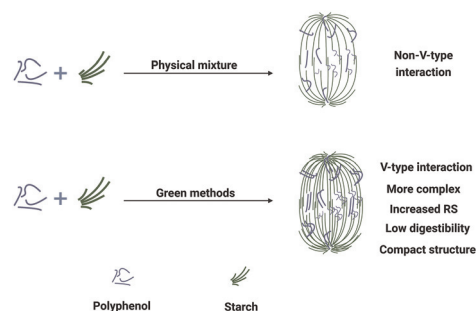 Physical mixture
Non-V-type
interaction
Green methods
V-type interaction
More complex
Increased RS
Low digestibility
Compact structure
Polyphenol
Starch